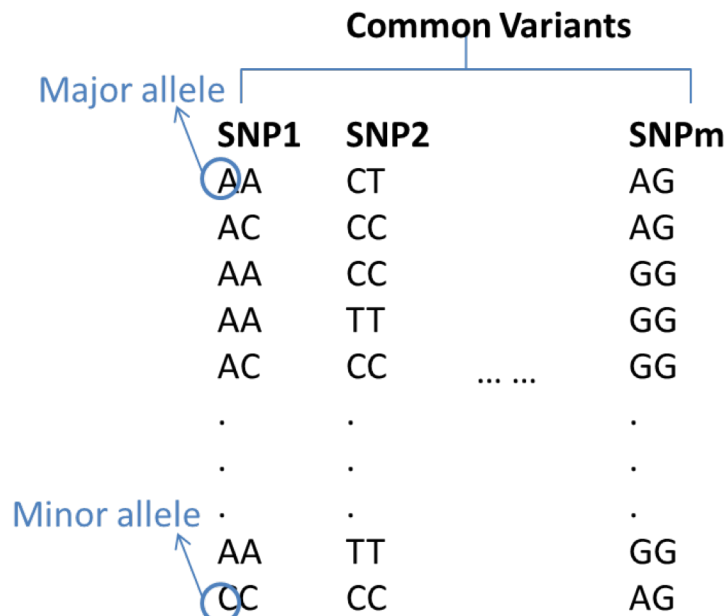 Common Variants
Major allele
SNP1 SNP2 SNPm
AA CT AG
AC CC AG
AA CC GG
AA TT GG
AC CC ... ... GG
. . .
. . .
Minor allele . . .
AA TT GG
CC CC AG